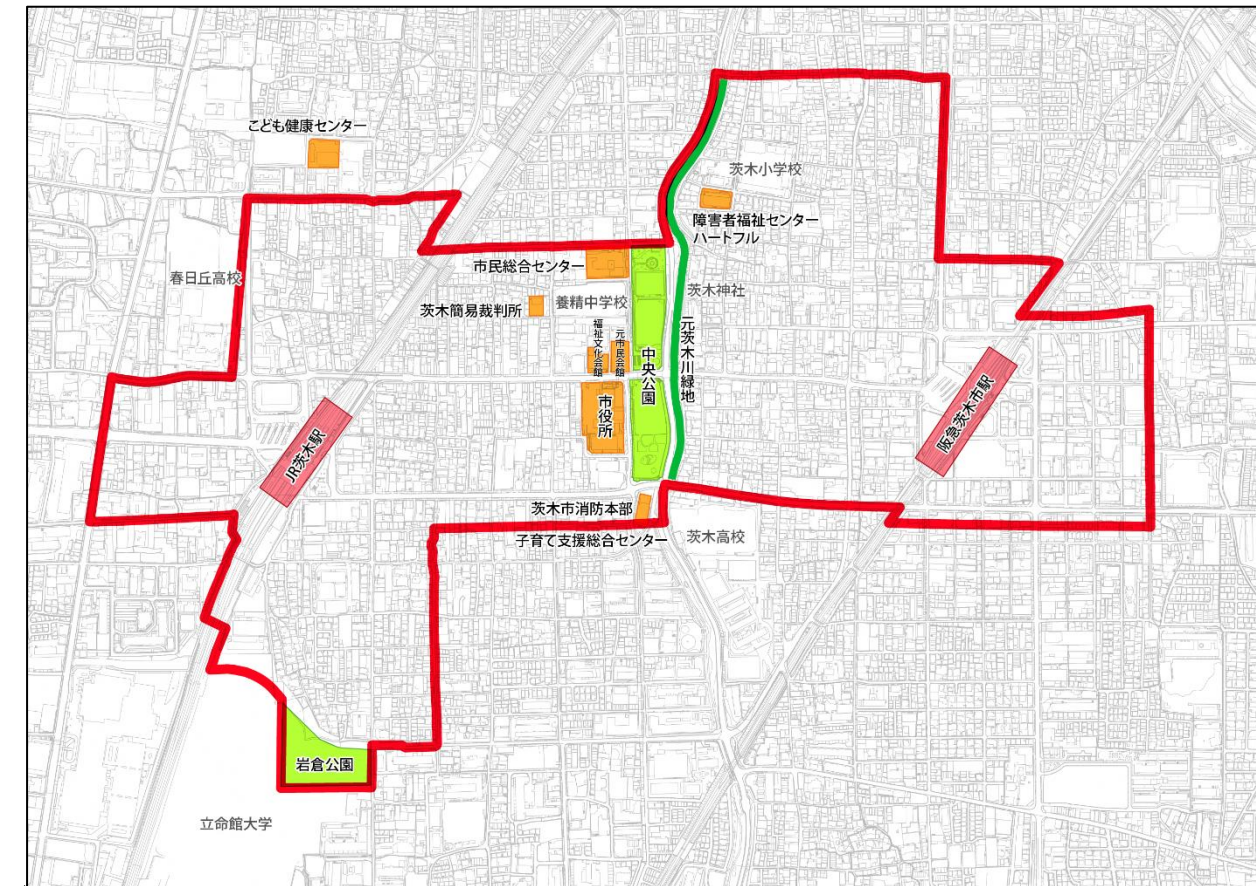 こども健康センター
茨木小学校
障害者福祉センター
ハートフル
市民総合センター
春日丘高校
茨木簡易裁判所
養精中学校
茨木神社
福祉文化会館
元市民会館
中央公園
元茨木川緑地
市役所
JR茨木駅
阪急茨木市駅
茨木市消防本部
子育て支援総合センター
茨木高校
岩倉公園
立命館大学